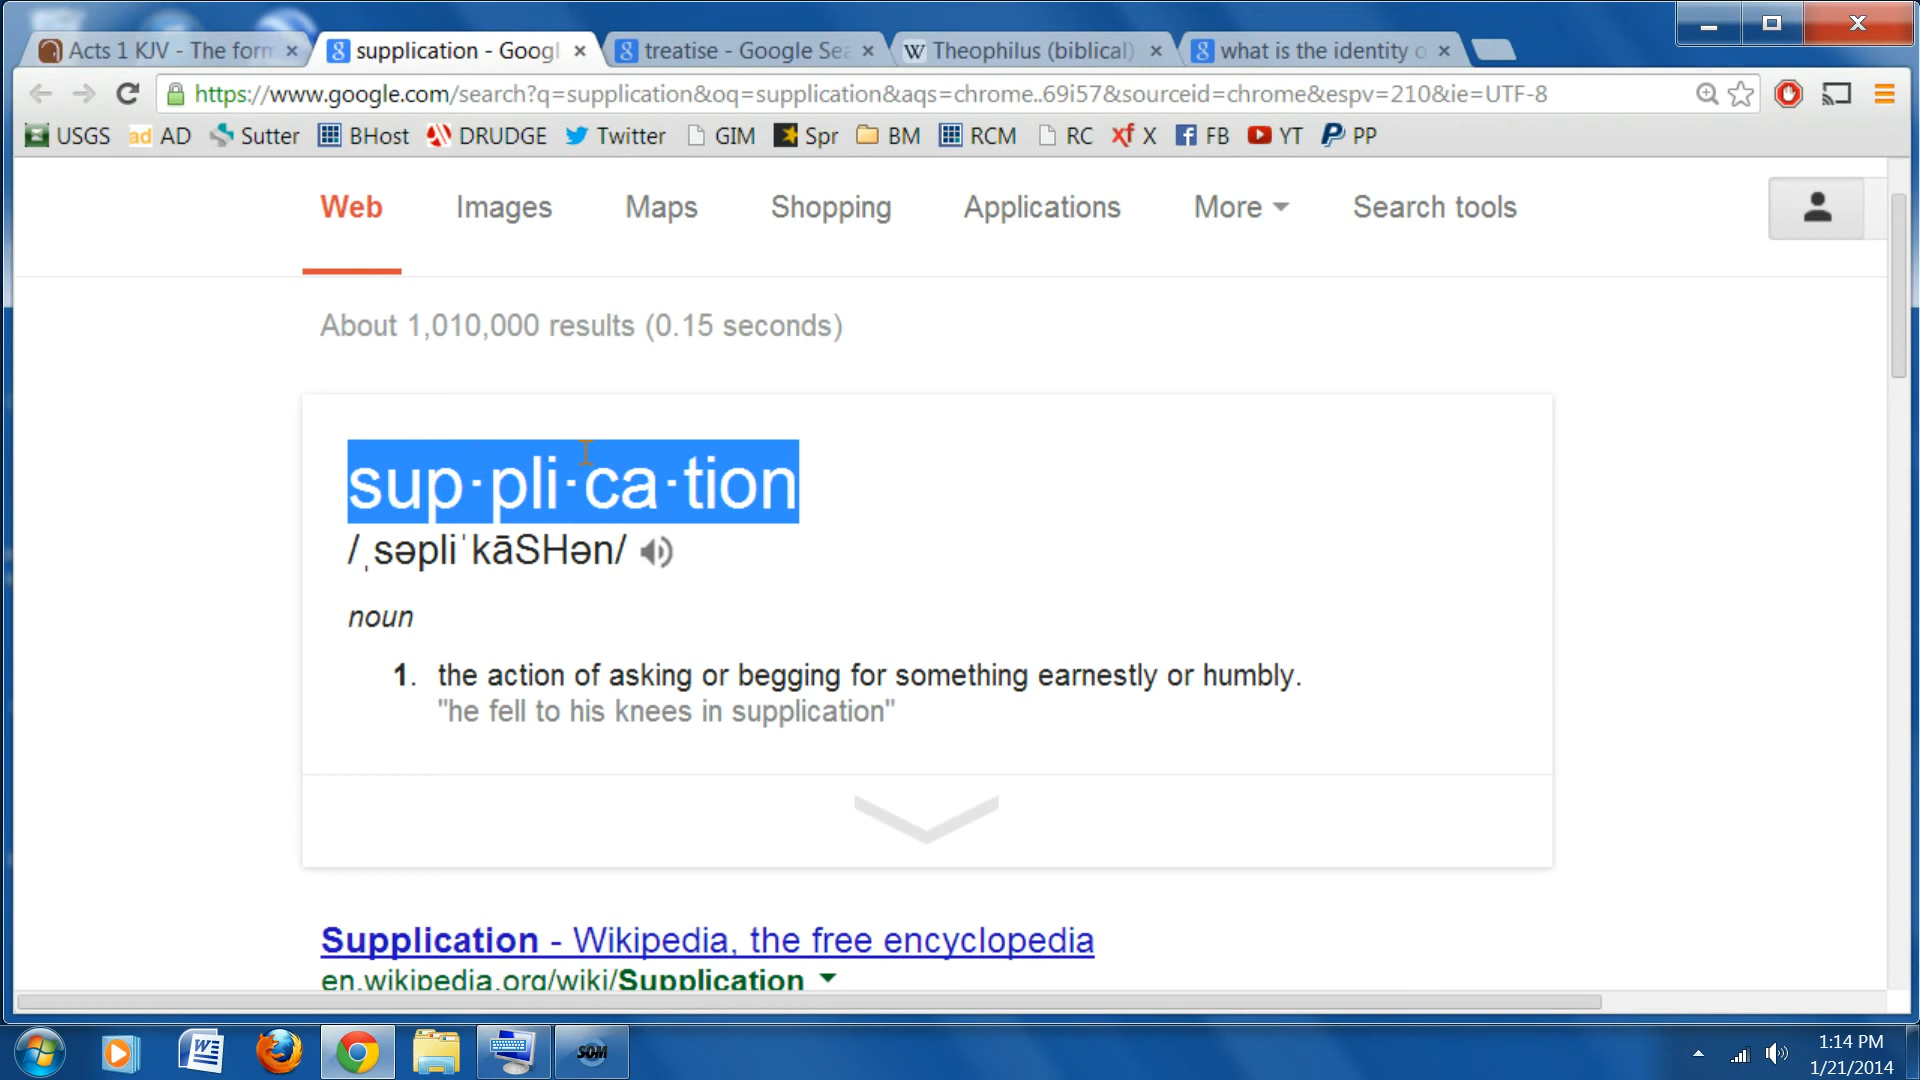 Acts 1 KJV - The form
supplication - Googl
treatise - Google Sea
Theophilus (biblical)
what is the identity o
https://www.google.com/search?q=supplication&oq=supplication&aqs=chrome..69i57&sourceid=chrome&espv=210&ie=UTF-8
USGS ad AD Sutter BHost DRUDGE Twitter GIM Spr BM RCM RC xf X FB YT PP
Web Images Maps Shopping Applications More Search tools
About 1,010,000 results (0.15 seconds)
sup·pli·ca·tion
/ˌsəpliˈkāSHən/
noun
1. the action of asking or begging for something earnestly or humbly.
"he fell to his knees in supplication"
Supplication - Wikipedia, the free encyclopedia
en.wikipedia.org/wiki/Supplication
SOM
1:14 PM
1/21/2014